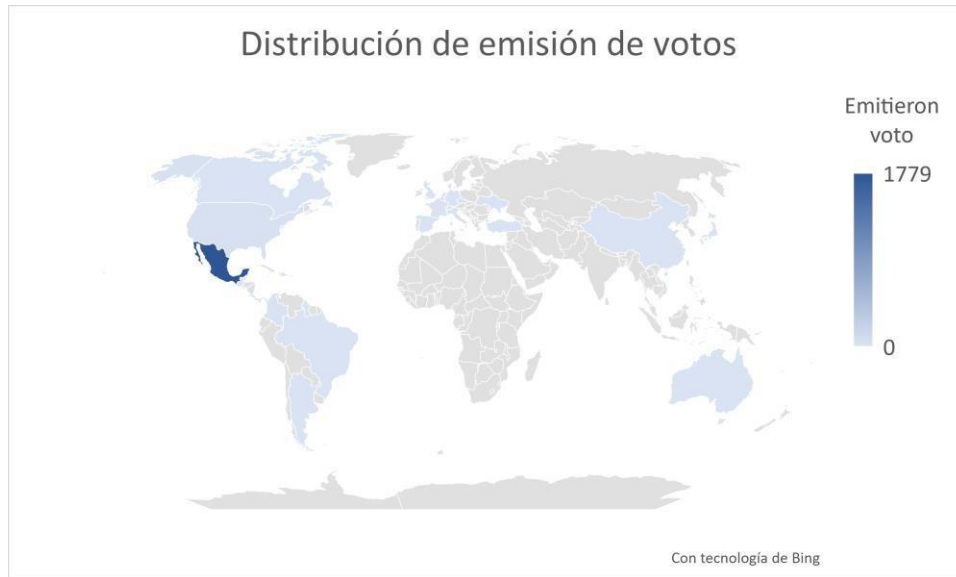 Distribución de emisión de votos
Emitieron
voto
1779
0
Con tecnología de Bing